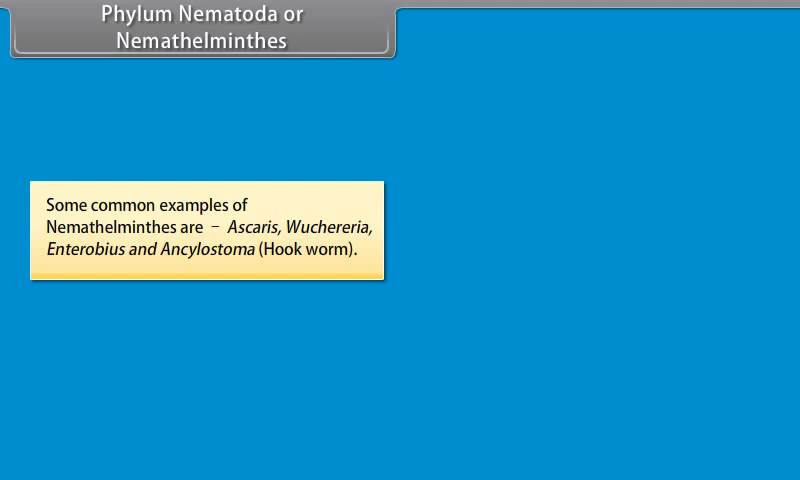 Phylum Nematoda or
Nemathelminthes
Some common examples of
Nemathelminthes are – Ascaris, Wuchereria,
Enterobius and Ancylostoma (Hook worm).